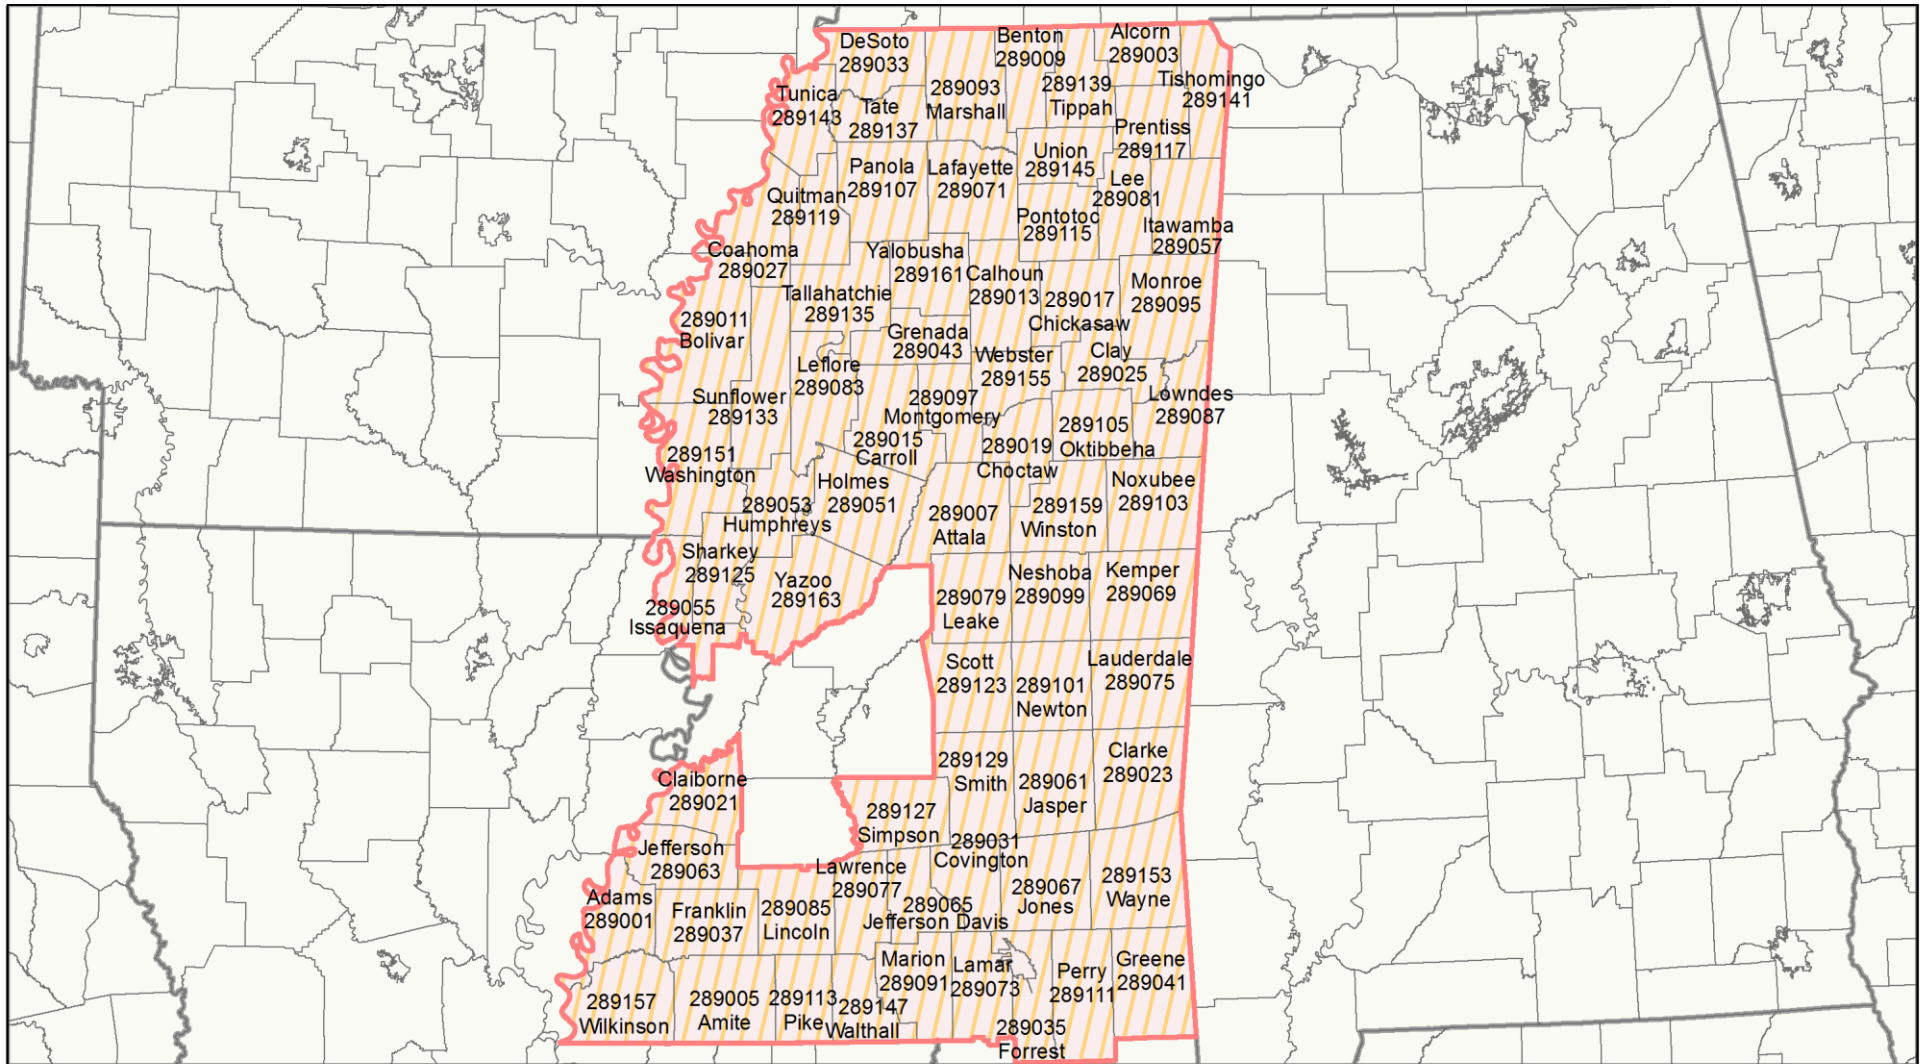 DeSoto
289033
Benton
289009
Alcorn
289003
Tishomingo
289141
Tunica
289143
Tate
289137
289093
Marshall
289139
Tippah
Prentiss
289117
Panola
289107
Lafayette
289071
Union
289145
Lee
289081
Quitman
289119
Pontotoc
289115
Itawamba
289057
Coahoma
289027
Yalobusha
289161
Calhoun
289013
289017
Chickasaw
Monroe
289095
Tallahatchie
289135
289011
Bolivar
Grenada
289043
Webster
289155
Clay
289025
Leflore
289083
Sunflower
289133
289097
Montgomery
Lowndes
289087
289105
Oktibbeha
289015
Carroll
289019
Choctaw
289151
Washington
Holmes
289051
289053
Humphreys
289007
Attala
289159
Winston
Noxubee
289103
Sharkey
289125
Yazoo
289163
289055
Issaquena
289079
Leake
Neshoba
289099
Kemper
289069
Scott
289123
289101
Newton
Lauderdale
289075
289129
Smith
289061
Jasper
Clarke
289023
Claiborne
289021
289127
Simpson
289031
Covington
Jefferson
289063
Lawrence
289077
289065
Jefferson Davis
289067
Jones
289153
Wayne
Adams
289001
Franklin
289037
289085
Lincoln
Marion
289091
Lamar
289073
Perry
289111
Greene
289041
289157
Wilkinson
289005
Amite
289113
Pike
289147
Walthall
289035
Forrest